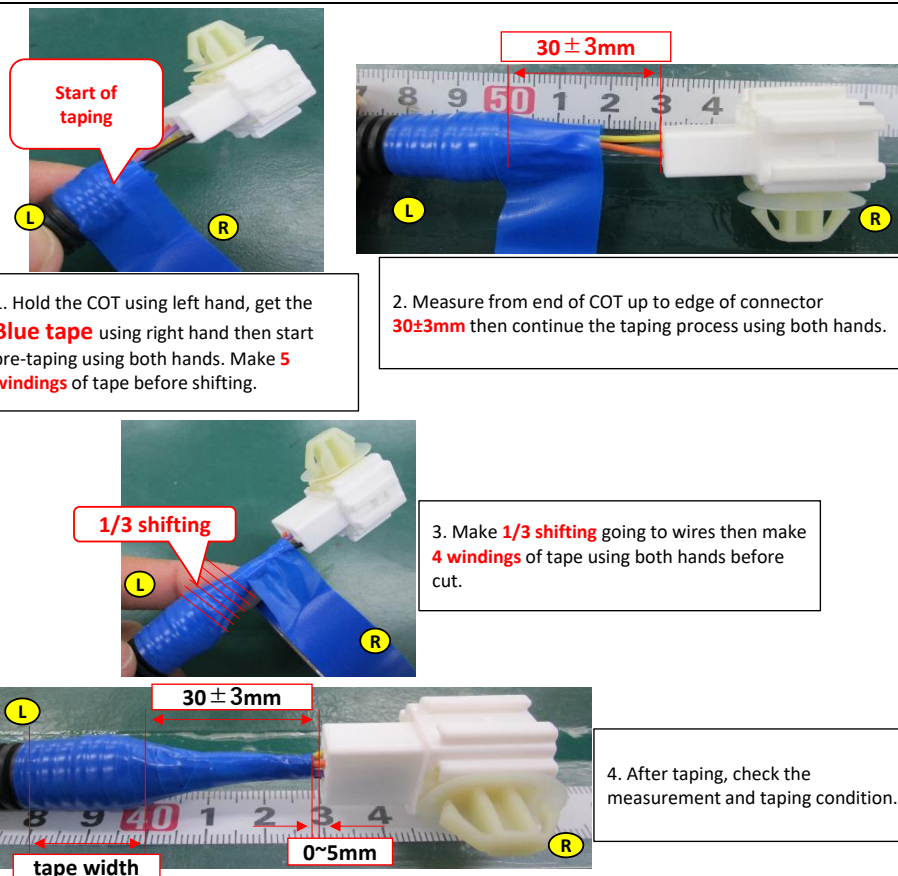 Start of
taping
L
R
30±3mm
7 8 9 50 1 2 3 4
L
R
1. Hold the COT using left hand, get the
Blue tape using right hand then start
pre-taping using both hands. Make 5
windings of tape before shifting.
2. Measure from end of COT up to edge of connector
30±3mm then continue the taping process using both hands.
1/3 shifting
L
R
3. Make 1/3 shifting going to wires then make
4 windings of tape using both hands before
cut.
L
30±3mm
8 9 40 1 2 3 4
0~5mm
R
tape width
4. After taping, check the
measurement and taping condition.